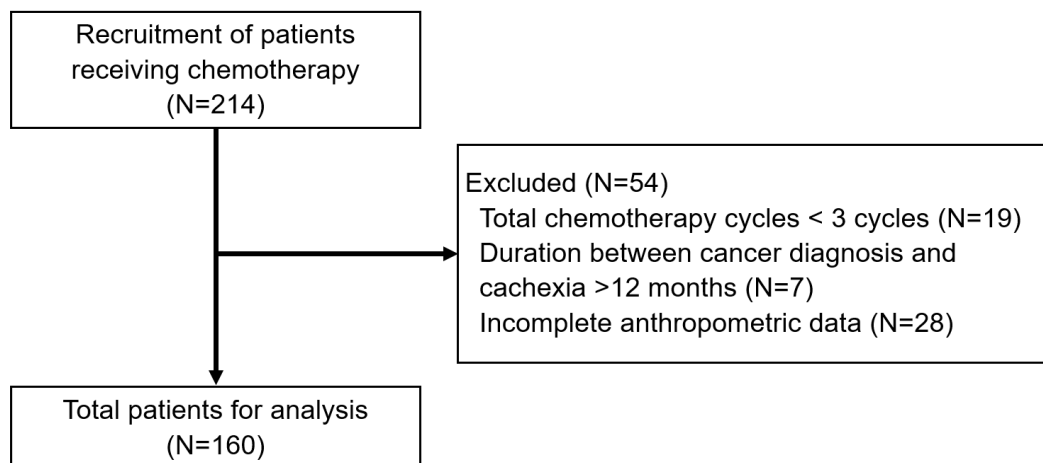 Recruitment of patients
receiving chemotherapy
(N=214)
Excluded (N=54)
Total chemotherapy cycles < 3 cycles (N=19)
Duration between cancer diagnosis and
cachexia >12 months (N=7)
Incomplete anthropometric data (N=28)
Total patients for analysis
(N=160)